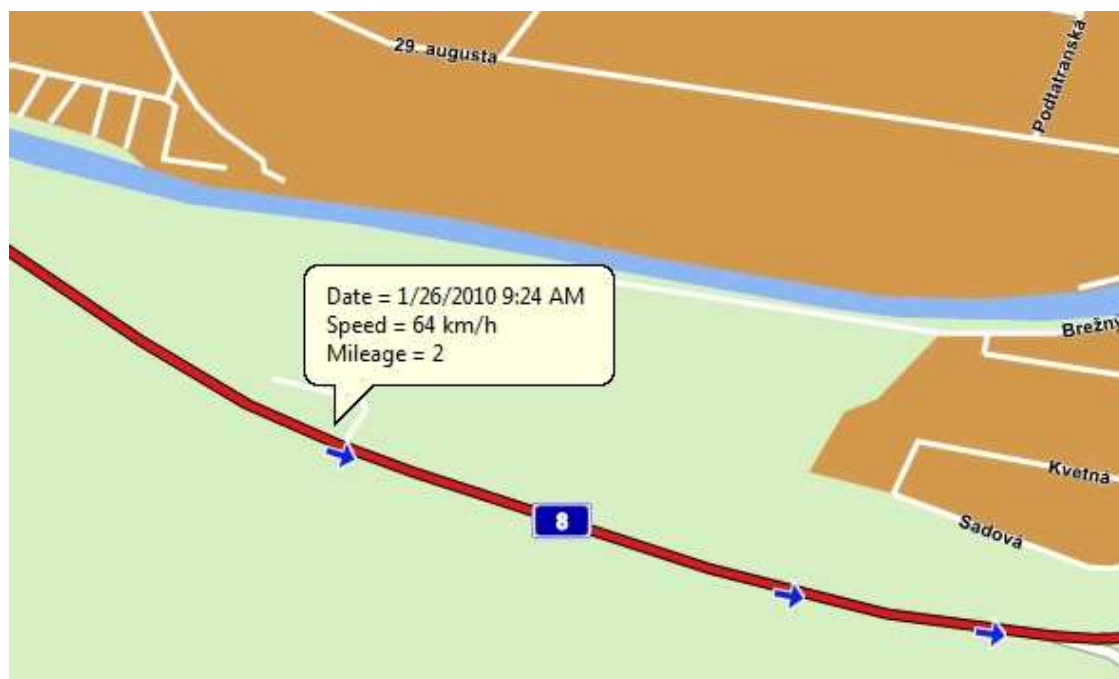 29. augusta
Podtatranská
Date = 1/26/2010 9:24 AM
Speed = 64 km/h
Mileage = 2
Brežny
Kvetná
8
Sadová